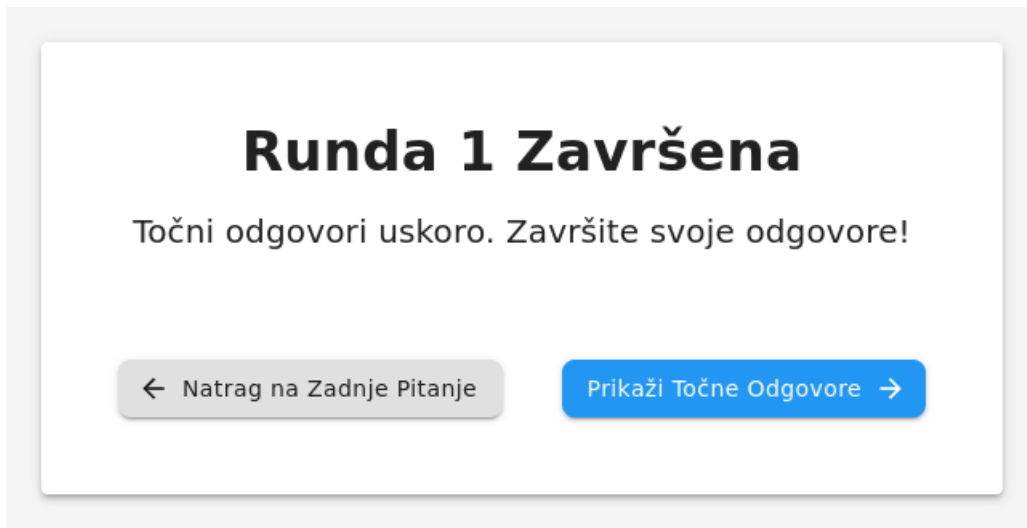 Runda 1 Završena
Točni odgovori uskoro. Završite svoje odgovore!
← Natrag na Zadnje Pitanje
Prikaži Točne Odgovore →